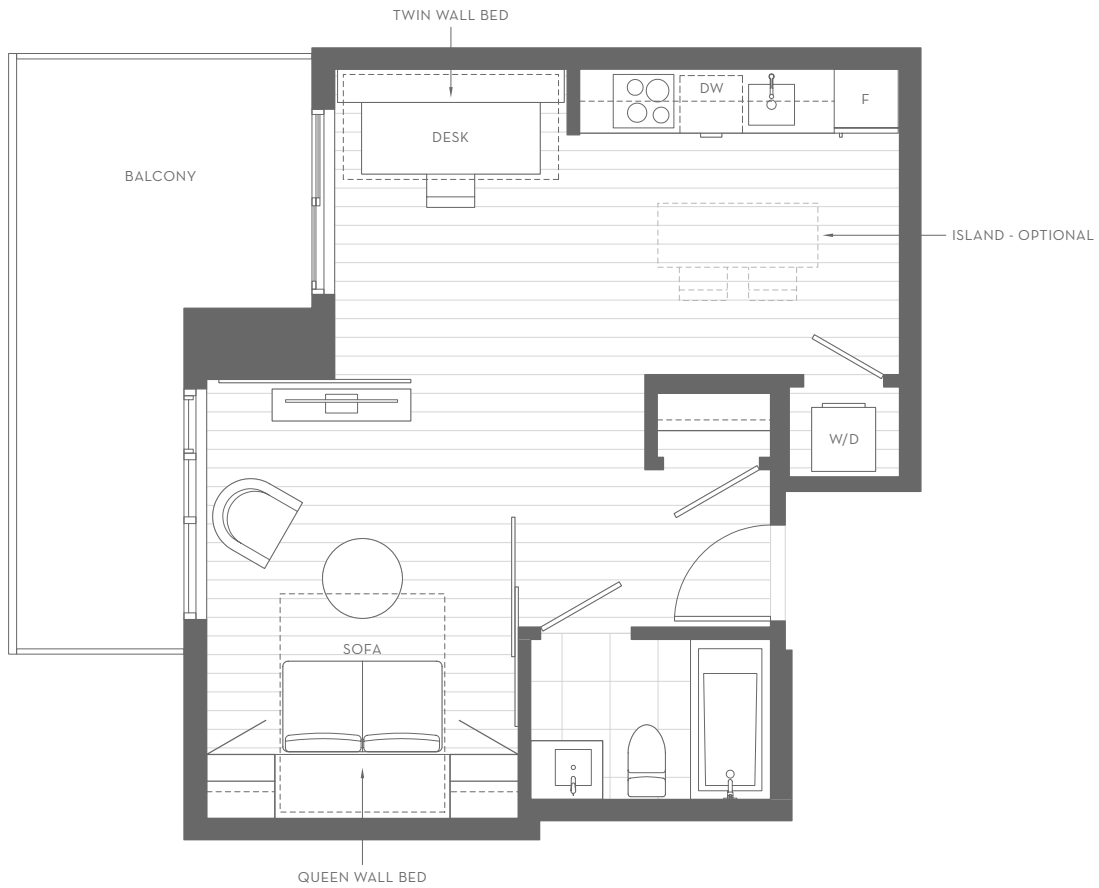 TWIN WALL BED
DW
F
DESK
BALCONY
ISLAND - OPTIONAL
W/D
SOFA
QUEEN WALL BED